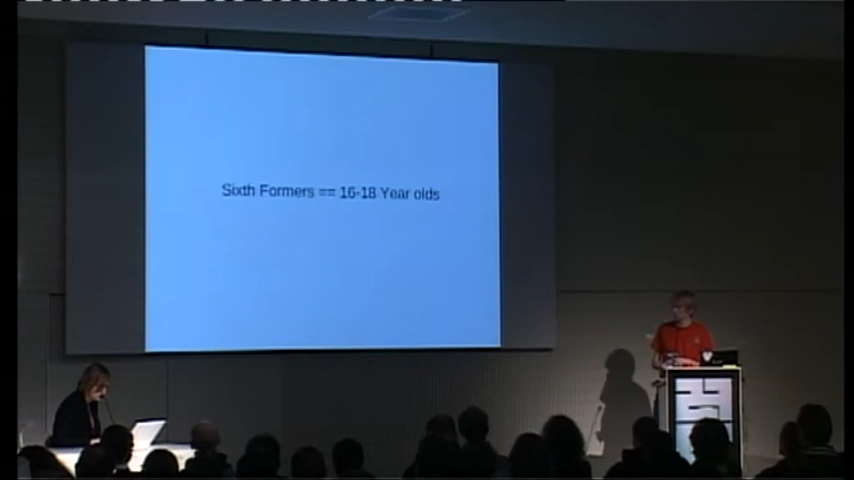 Sixth Formers == 16-18 Year olds